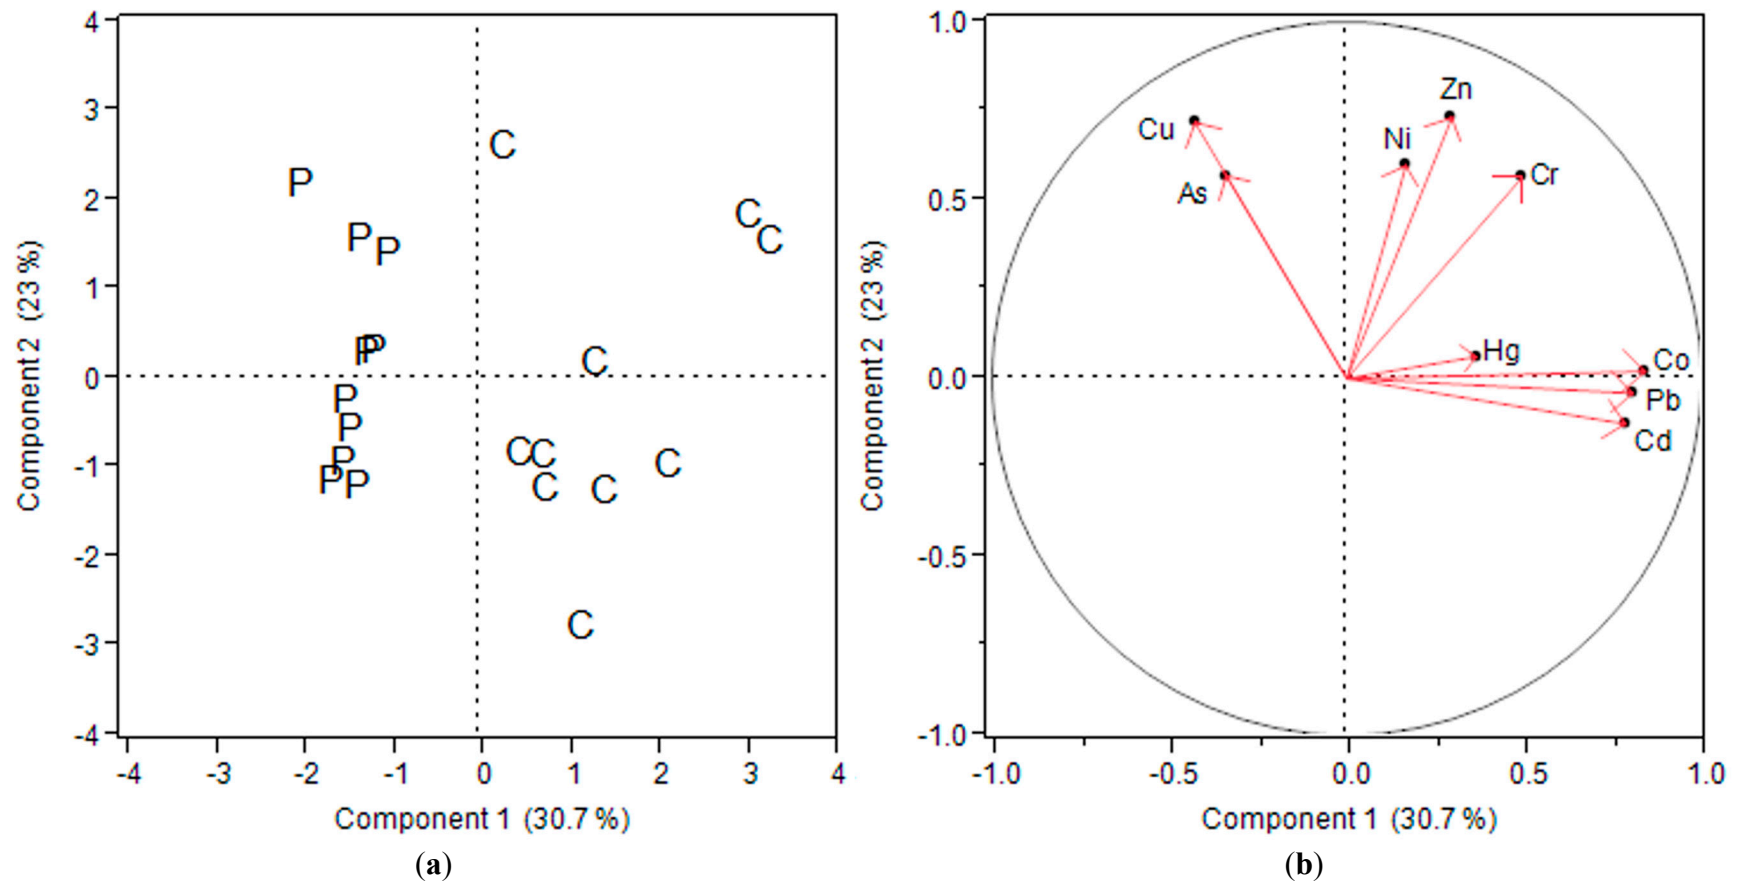 4
3
2
1
0
-1
-2
-3
-4
Component 2 (23 %)
C
P
C
P
P
C
P
P
C
P
P
C
C
C
P
P
P
C
C
C
-4
-3
-2
-1
0
1
2
3
4
Component 1 (30.7 %)
(a)
1.0
0.5
0.0
-0.5
-1.0
Component 2 (23 %)
Zn
Cu
Ni
Cr
As
Hg
Co
Pb
Cd
-1.0
-0.5
0.0
0.5
1.0
Component 1 (30.7 %)
(b)